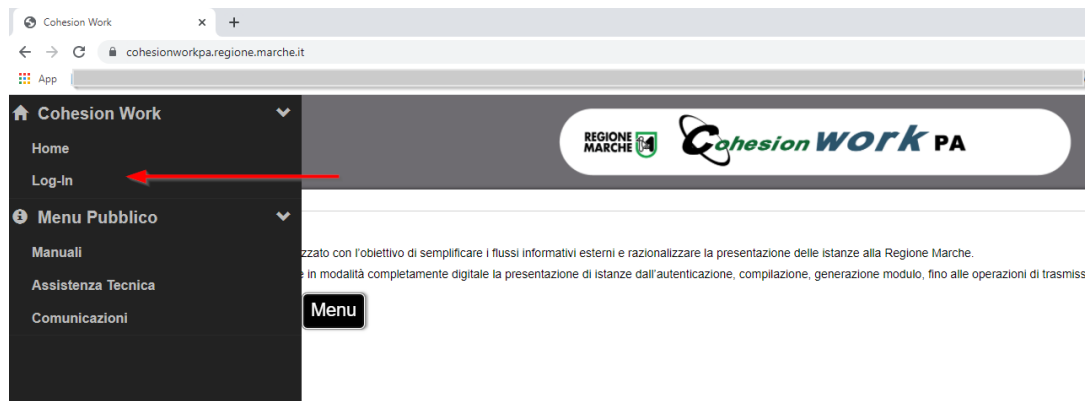 Cohesion Work
cohesionworkpa.regione.marche.it
App
Cohesion Work
Home
Log-In
Menu Pubblico
Manuali
Assistenza Tecnica
Comunicazioni
REGIONE
MARCHE
Cohesion Work PA
zzato con l'obiettivo di semplificare i flussi informativi esterni e razionalizzare la presentazione delle istanze alla Regione Marche.
e in modalità completamente digitale la presentazione di istanze dall'autenticazione, compilazione, generazione modulo, fino alle operazioni di trasmiss
Menu